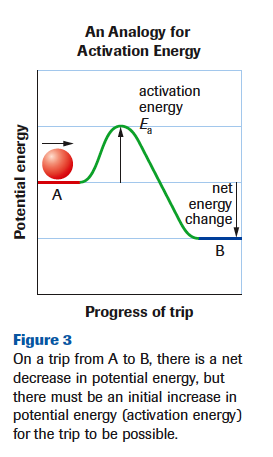 An Analogy for
Activation Energy
activation
energy
Ea
Potential energy
A
net
energy
change
B
Progress of trip
Figure 3
On a trip from A to B, there is a net
decrease in potential energy, but
there must be an initial increase in
potential energy (activation energy)
for the trip to be possible.